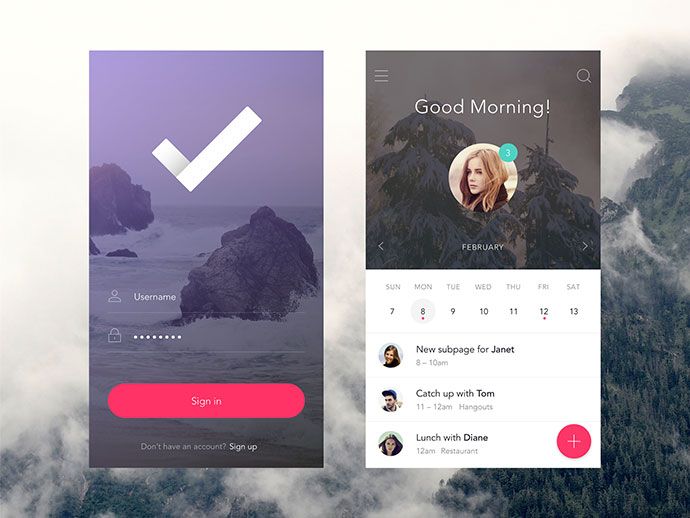 Username
Sign in
Don't have an account? Sign up
Good Morning!
3
FEBRUARY
SUN MON TUE WED THU FRI SAT
7 8 9 10 11 12 13
New subpage for Janet
8 – 10am
Catch up with Tom
11 – 12am Hangouts
Lunch with Diane
12am Restaurant